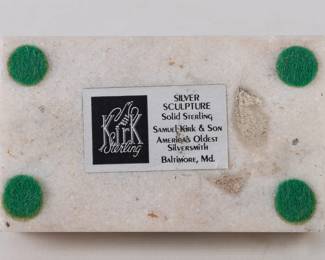 Kirk
Sterling
SILVER
SCULPTURE
Solid Sterling
Samuel Kirk & Son
America's Oldest
Silversmith
Baltimore, Md.